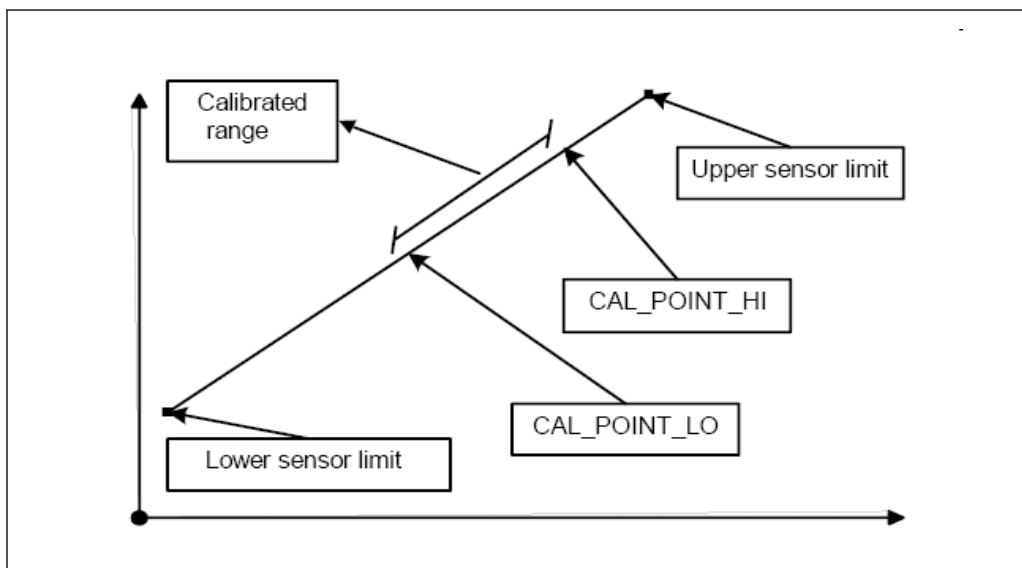 Calibrated
range
Upper sensor limit
CAL_POINT_HI
CAL_POINT_LO
Lower sensor limit